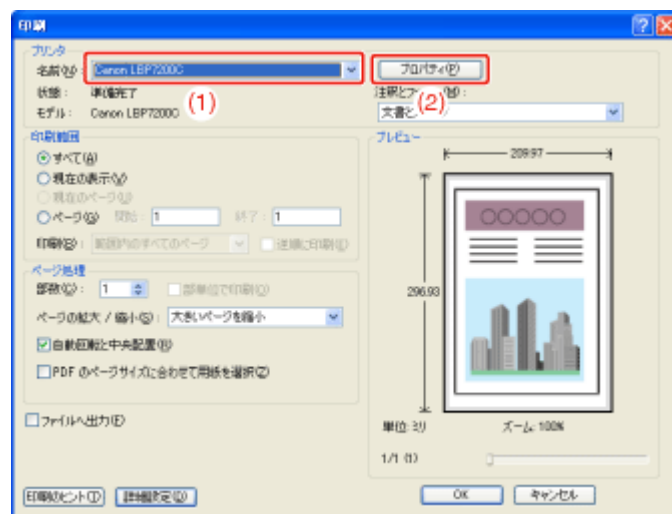 印刷
プリンタ
名前(N): Canon LBP7200C プロパティ(P)
(1) (2)
状態: 準備完了
モデル: Canon LBP7200C
文書と
印刷範囲
すべて(A)
現在の表示(V)
現在のページ(U)
ページ(G) 開始: 1 終了: 1
印刷(B): 範囲内のすべてのページ 逆順に印刷(E)
ページ処理
部数(C): 1 部単位で印刷(O)
ページの拡大 / 縮小(S): 大きいページを縮小
自動回転と中央配置(R)
PDF のページサイズに合わせて用紙を選択(Z)
ファイルへ出力(F)
プレビュー
209.97
296.93
○○○○○
単位: ミリ ズーム: 100%
1/1 (1)
印刷のヒント(T) 詳細設定(D) OK キャンセル